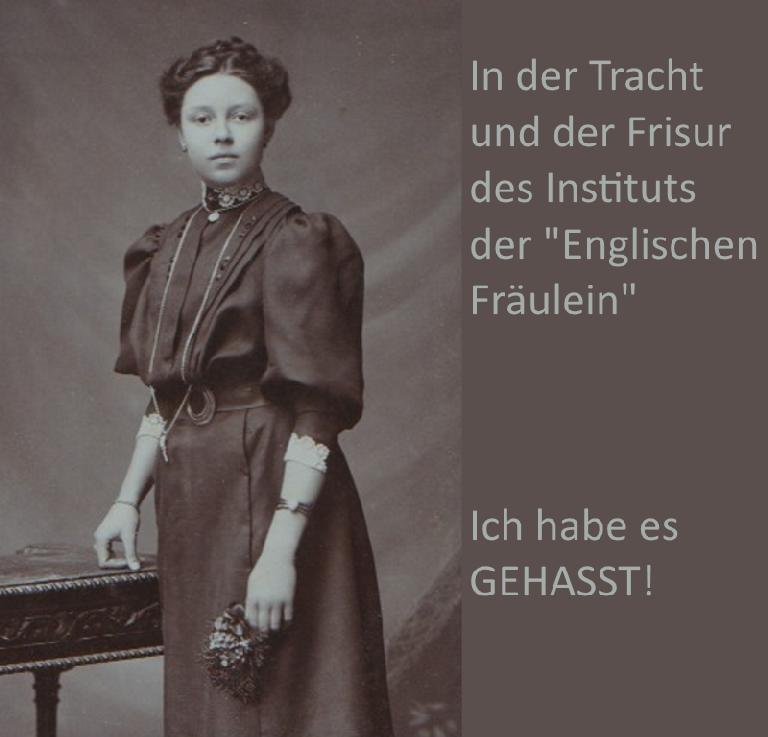 In der Tracht
und der Frisur
des Instituts
der "Englischen
Fräulein"
Ich habe es
GEHASST!